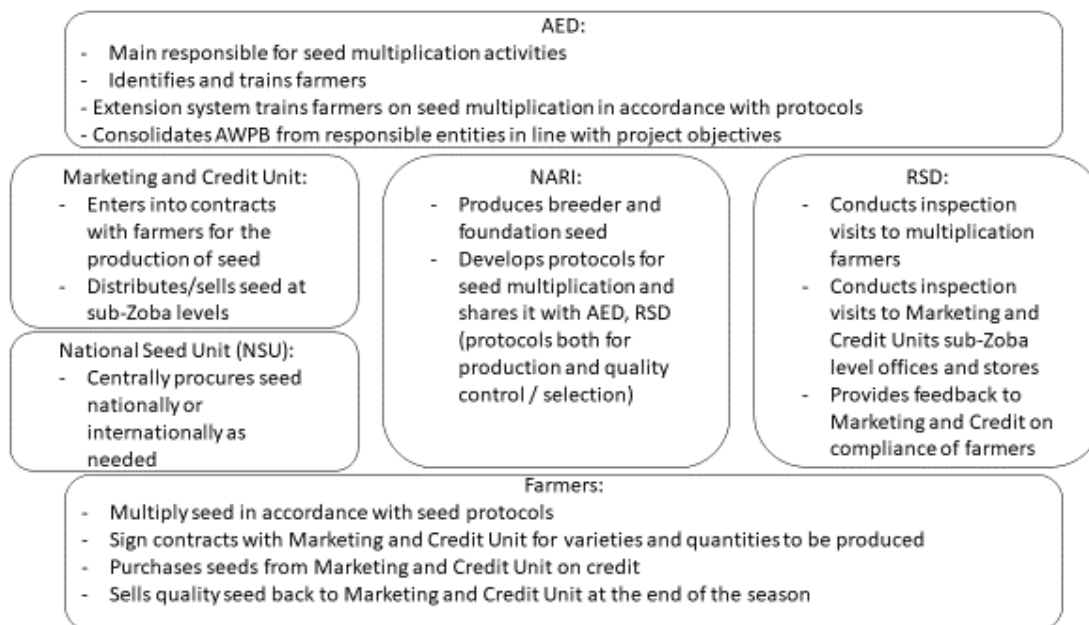 AED:
- Main responsible for seed multiplication activities
- Identifies and trains farmers
- Extension system trains farmers on seed multiplication in accordance with protocols
- Consolidates AWPB from responsible entities in line with project objectives
Marketing and Credit Unit:
- Enters into contracts
with farmers for the
production of seed
- Distributes/sells seed at
sub-Zoba levels
National Seed Unit (NSU):
- Centrally procures seed
nationally or
internationally as
needed
NARI:
- Produces breeder and
foundation seed
- Develops protocols for
seed multiplication and
shares it with AED, RSD
(protocols both for
production and quality
control / selection)
RSD:
- Conducts inspection
visits to multiplication
farmers
- Conducts inspection
visits to Marketing and
Credit Units sub-Zoba
level offices and stores
- Provides feedback to
Marketing and Credit on
compliance of farmers
Farmers:
- Multiply seed in accordance with seed protocols
- Sign contracts with Marketing and Credit Unit for varieties and quantities to be produced
- Purchases seeds from Marketing and Credit Unit on credit
- Sells quality seed back to Marketing and Credit Unit at the end of the season